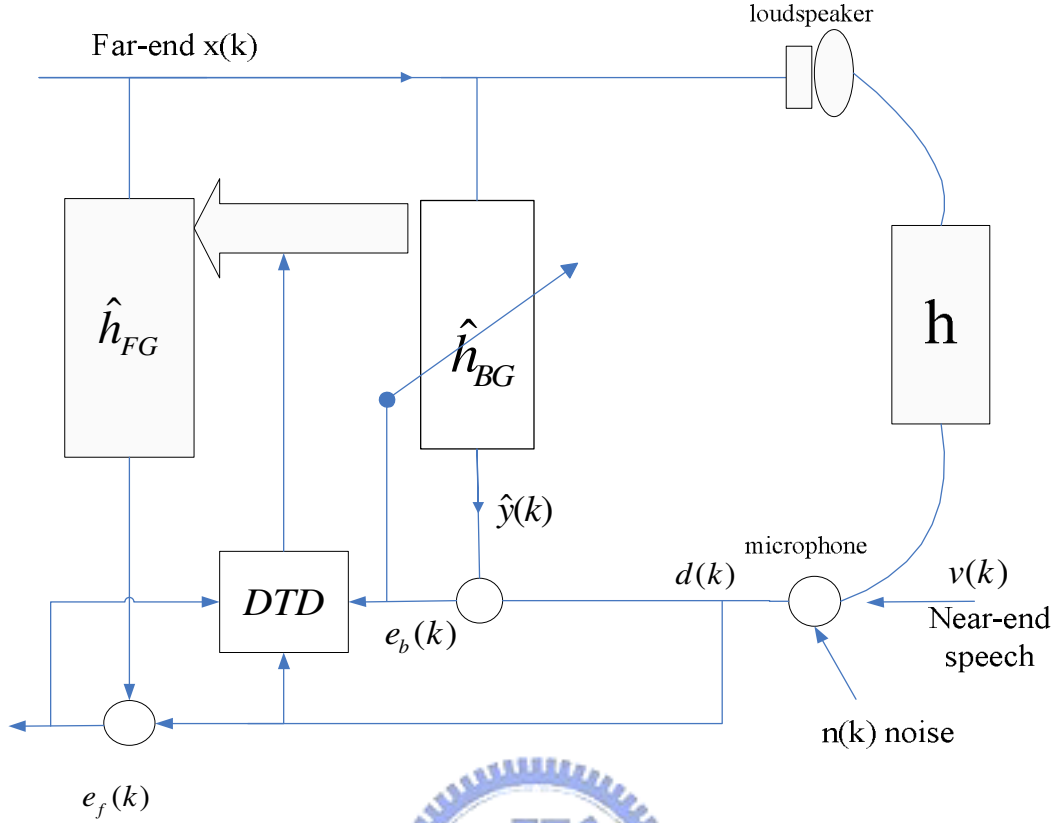 loudspeaker
Far-end x(k)
ĥ_FG
ĥ_BG
h
ŷ(k)
microphone
d(k)
v(k)
DTD
e_b(k)
Near-end
speech
n(k) noise
e_f(k)